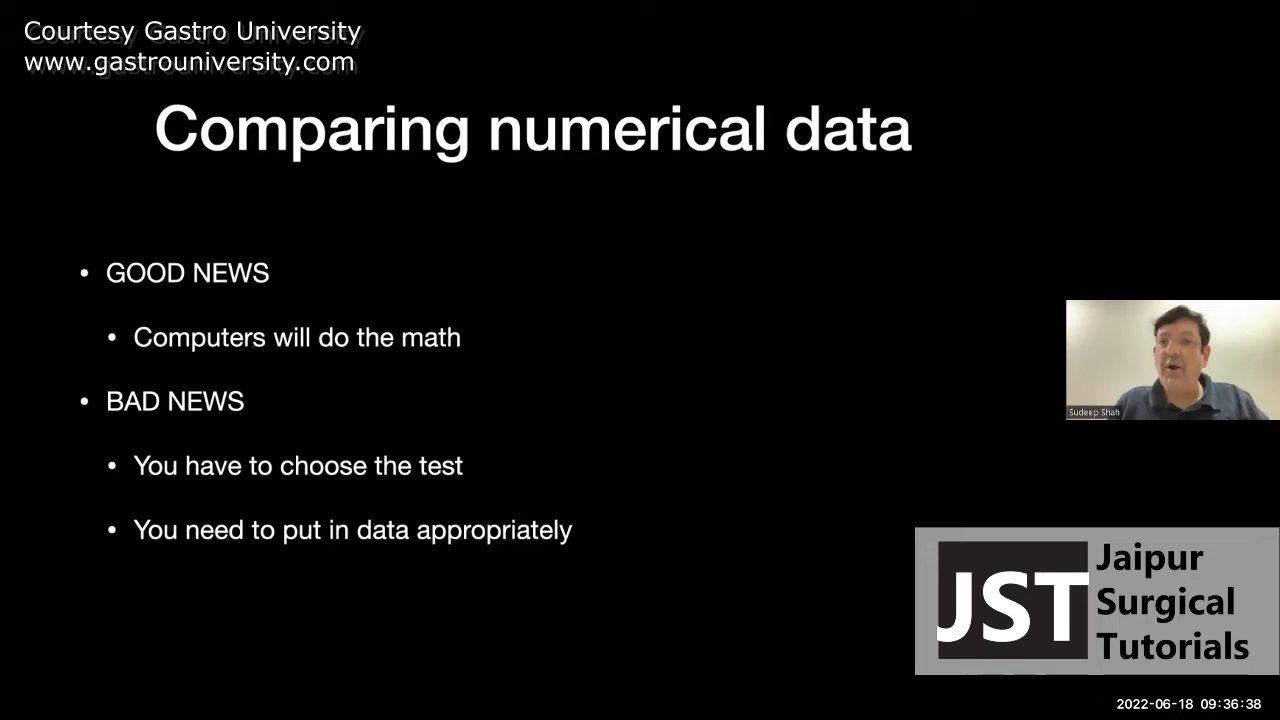 Courtesy Gastro University
www.gastrouniversity.com
Comparing numerical data
• GOOD NEWS
• Computers will do the math
• BAD NEWS
• You have to choose the test
• You need to put in data appropriately
Sudeep Shah
JST
Jaipur
Surgical
Tutorials
2022-06-18 09:36:38